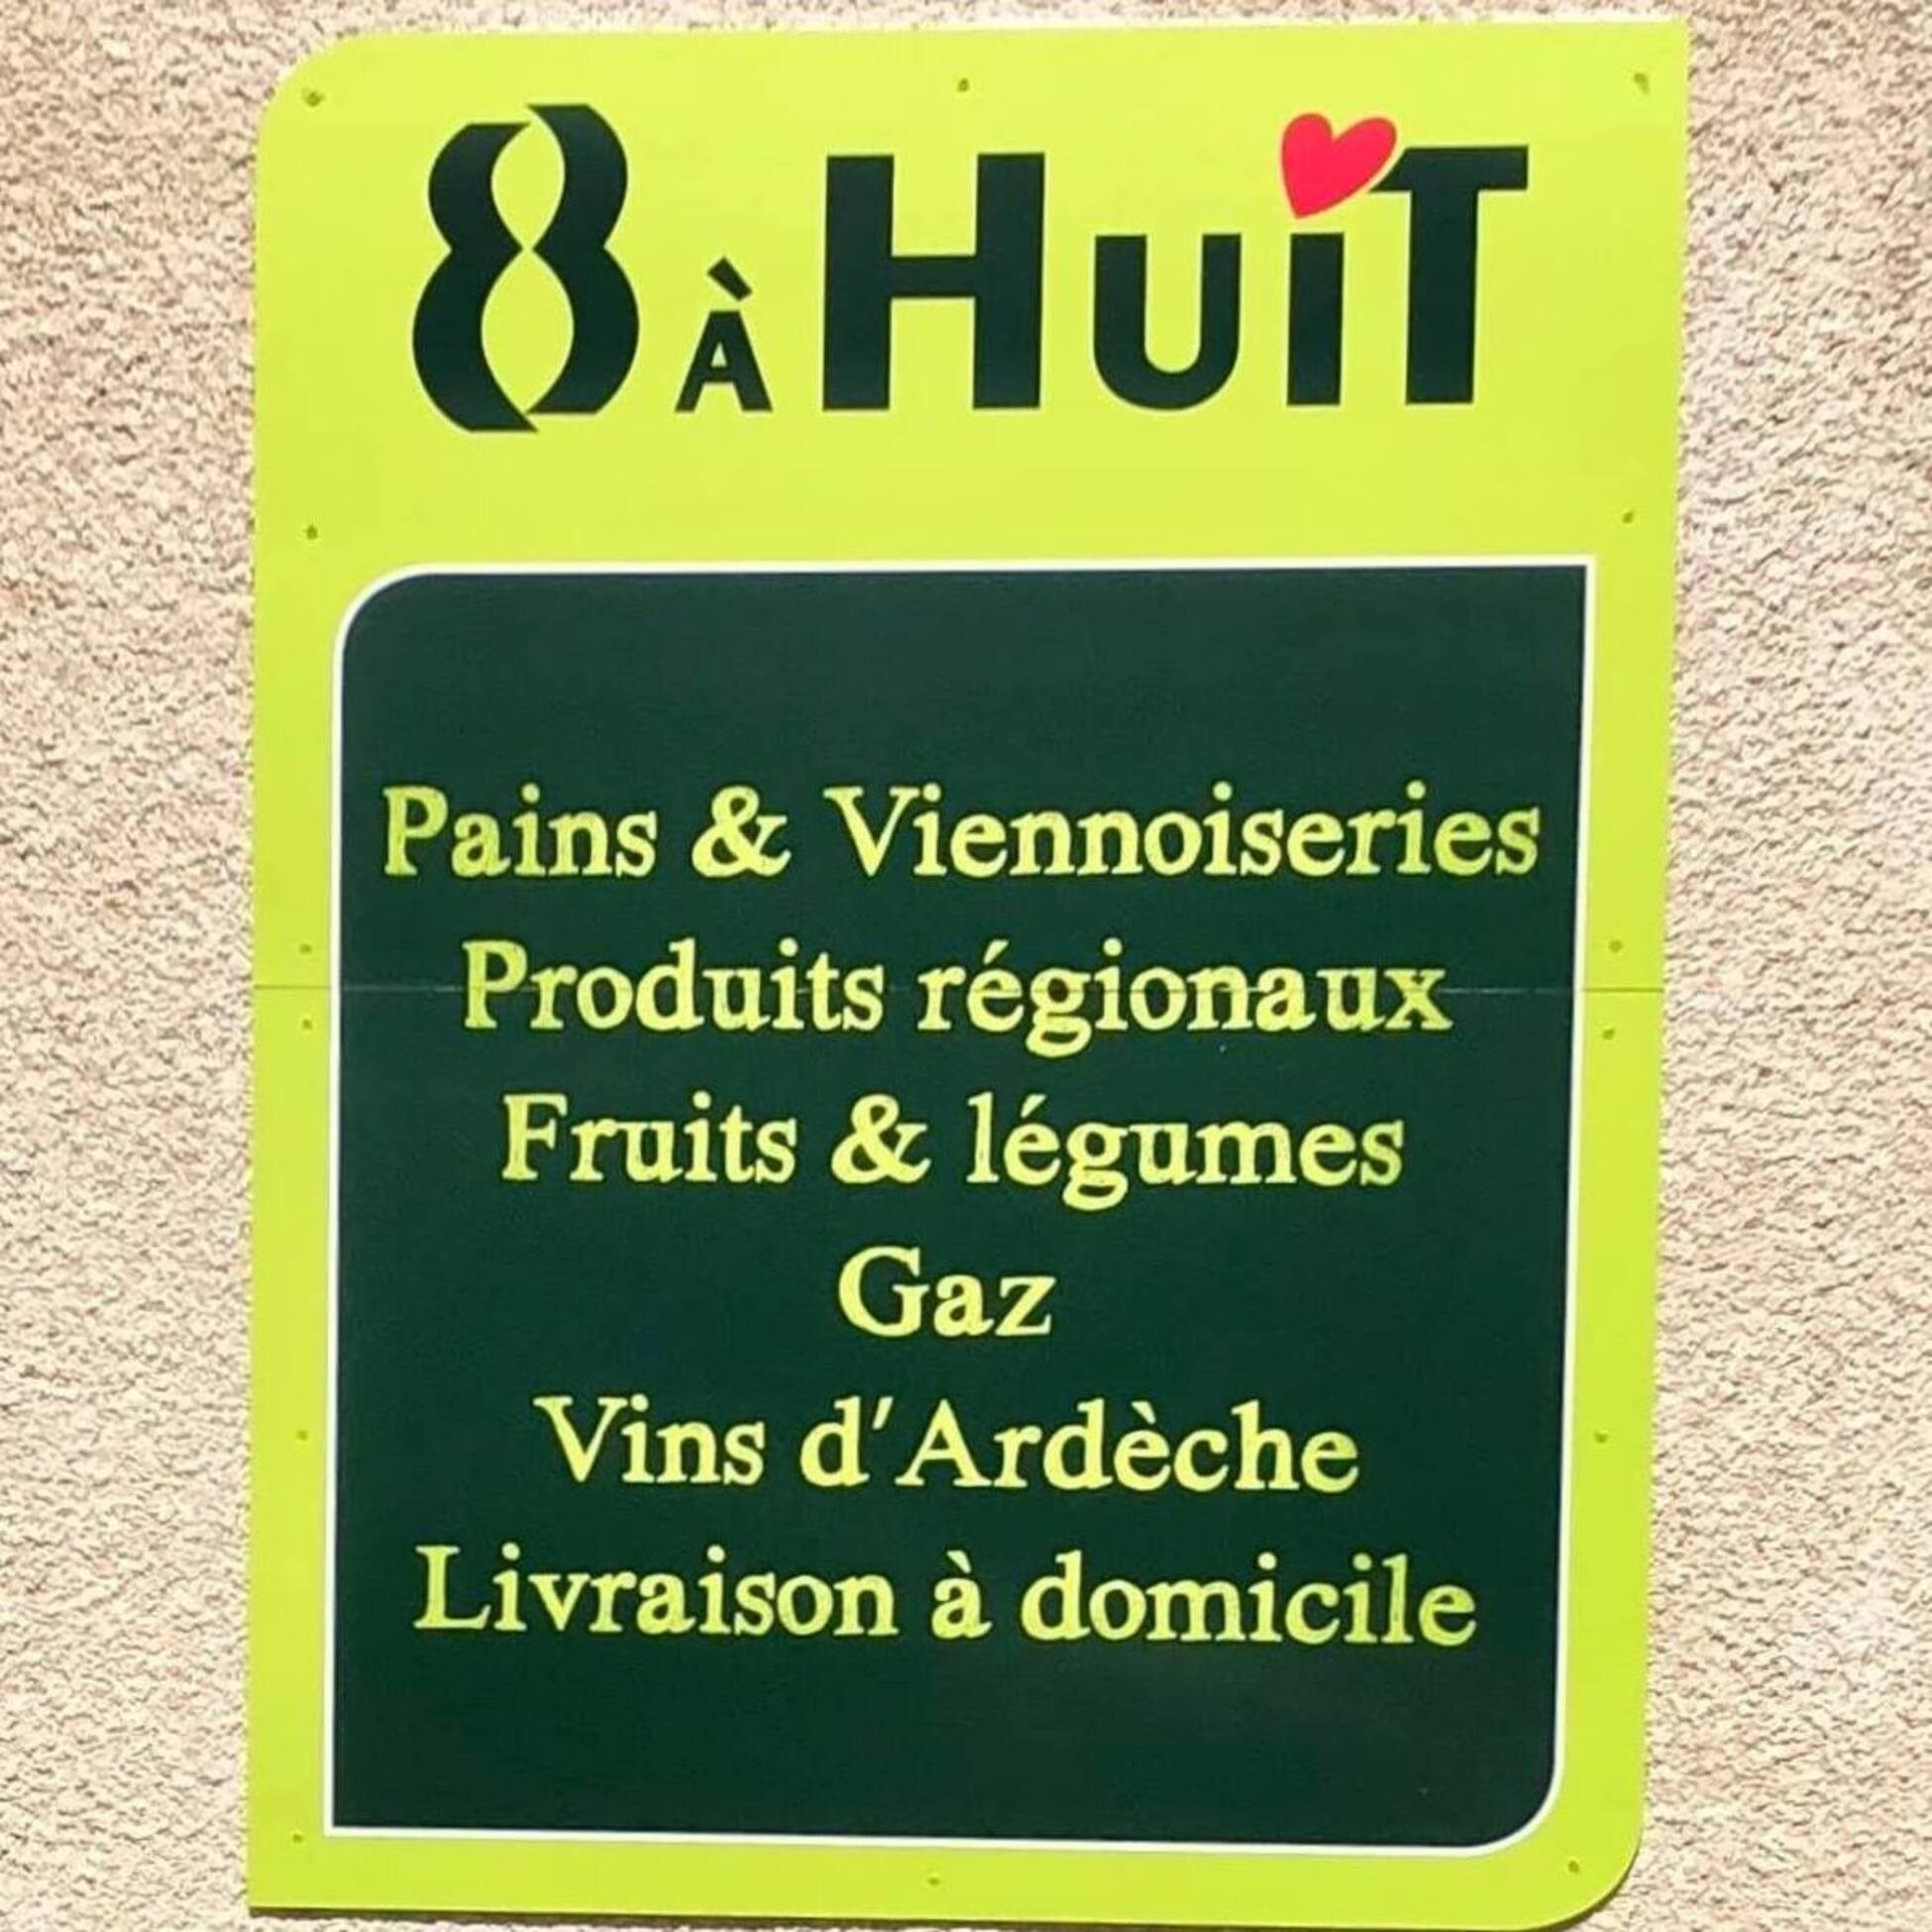 8 À HuiT
Pains & Viennoiseries
Produits régionaux
Fruits & légumes
Gaz
Vins d'Ardèche
Livraison à domicile